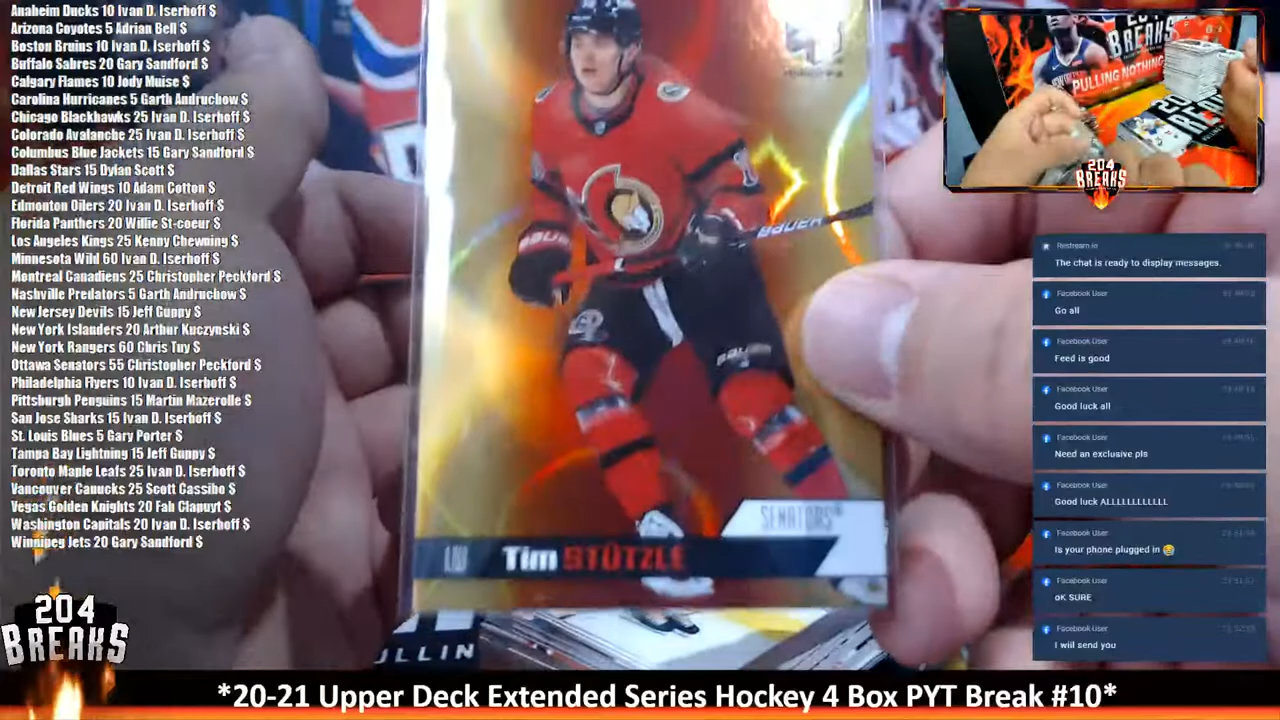 Anaheim Ducks 10 Ivan D. Iserhoff $
Arizona Coyotes 5 Adrian Bell $
Boston Bruins 10 Ivan D. Iserhoff $
Buffalo Sabres 20 Gary Sandford $
Calgary Flames 10 Jody Muise $
Carolina Hurricanes 5 Garth Andruchow $
Chicago Blackhawks 25 Ivan D. Iserhoff $
Colorado Avalanche 25 Ivan D. Iserhoff $
Columbus Blue Jackets 15 Gary Sandford $
Dallas Stars 15 Dylan Scott $
Detroit Red Wings 10 Adam Cotton $
Edmonton Oilers 20 Ivan D. Iserhoff $
Florida Panthers 20 Willie St-coeur $
Los Angeles Kings 25 Kenny Chewning $
Minnesota Wild 60 Ivan D. Iserhoff $
Montreal Canadiens 25 Christopher Peckford $
Nashville Predators 5 Garth Andruchow $
New Jersey Devils 15 Jeff Guppy $
New York Islanders 20 Arthur Kuczynski $
New York Rangers 60 Chris Tuy $
Ottawa Senators 55 Christopher Peckford $
Philadelphia Flyers 10 Ivan D. Iserhoff $
Pittsburgh Penguins 15 Martin Mazerolle $
San Jose Sharks 15 Ivan D. Iserhoff $
St. Louis Blues 5 Gary Porter $
Tampa Bay Lightning 15 Jeff Guppy $
Toronto Maple Leafs 25 Ivan D. Iserhoff $
Vancouver Canucks 25 Scott Cassibo $
Vegas Golden Knights 20 Fah Clapuyt $
Washington Capitals 20 Ivan D. Iserhoff $
Winnipeg Jets 20 Gary Sandford $
204
BREAKS
BAUER
BAUER
SENATORS
LW Tim STÜTZLE
BREAKS
PULLING NOTHING
204
BREAKS
Restream.io
The chat is ready to display messages.
Facebook User
Go all
Facebook User
Feed is good
Facebook User
Good luck all
Facebook User
Need an exclusive pls
Facebook User
Good luck ALLLLLLLLLLL
Facebook User
Is your phone plugged in 😂
Facebook User
oK SURE
Facebook User
I will send you
*20-21 Upper Deck Extended Series Hockey 4 Box PYT Break #10*